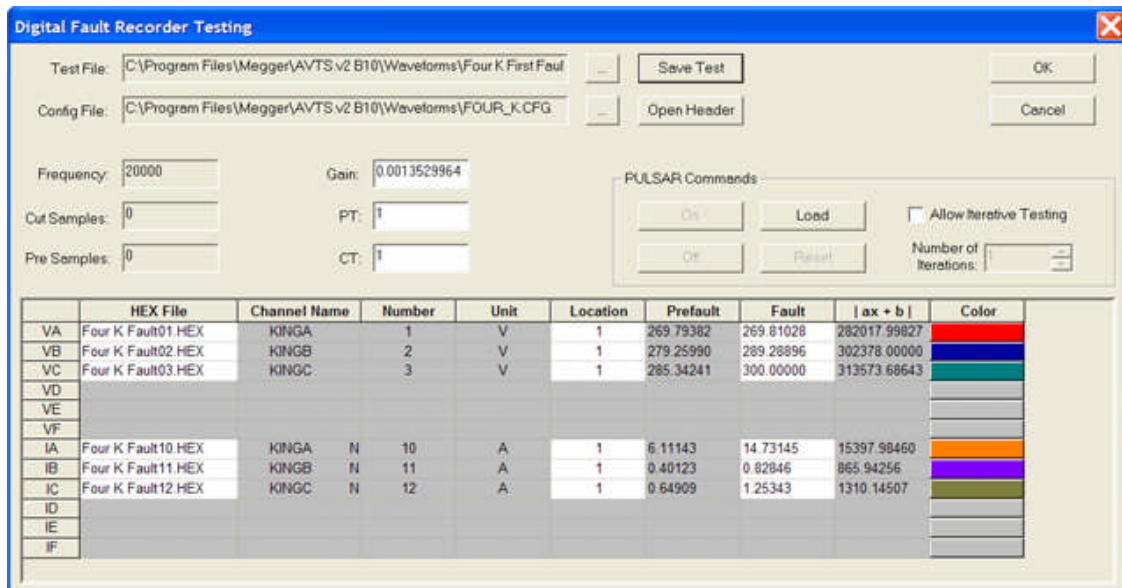 Digital Fault Recorder Testing
Test File: C:\Program Files\Megger\AVTS.v2 B10\Waveforms\Four K First Faul ... Save Test OK
Config File: C:\Program Files\Megger\AVTS.v2 B10\Waveforms\FOUR_K.CFG ... Open Header Cancel
Frequency: 20000 Gain: 0.0013529964
PULSAR Commands
Cut Samples: 0 PT: 1 On Load Allow Iterative Testing
Pre Samples: 0 CT: 1 Off Reset Number of Iterations: 1
HEX File Channel Name Number Unit Location Prefault Fault | ax + b | Color
VA Four K Fault01.HEX KINGA 1 V 1 269.79382 269.81028 282017.99827
VB Four K Fault02.HEX KINGB 2 V 1 279.25990 289.28896 302378.00000
VC Four K Fault03.HEX KINGC 3 V 1 285.34241 300.00000 313573.68643
VD
VE
VF
IA Four K Fault10.HEX KINGA N 10 A 1 6.11143 14.73145 15397.98460
IB Four K Fault11.HEX KINGB N 11 A 1 0.40123 0.82846 865.94256
IC Four K Fault12.HEX KINGC N 12 A 1 0.64909 1.25343 1310.14507
ID
IE
IF